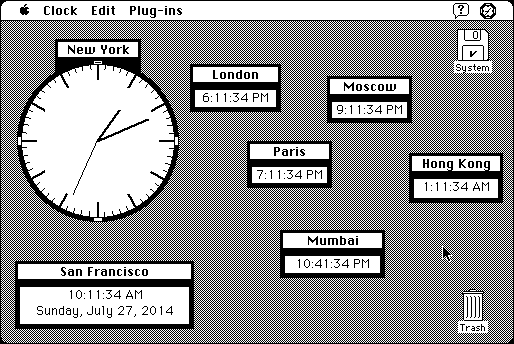 Clock Edit Plug-ins
New York
London
6:11:34 PM
Moscow
9:11:34 PM
System
Paris
7:11:34 PM
Hong Kong
1:11:34 AM
Mumbai
10:41:34 PM
San Francisco
10:11:34 AM
Sunday, July 27, 2014
Trash